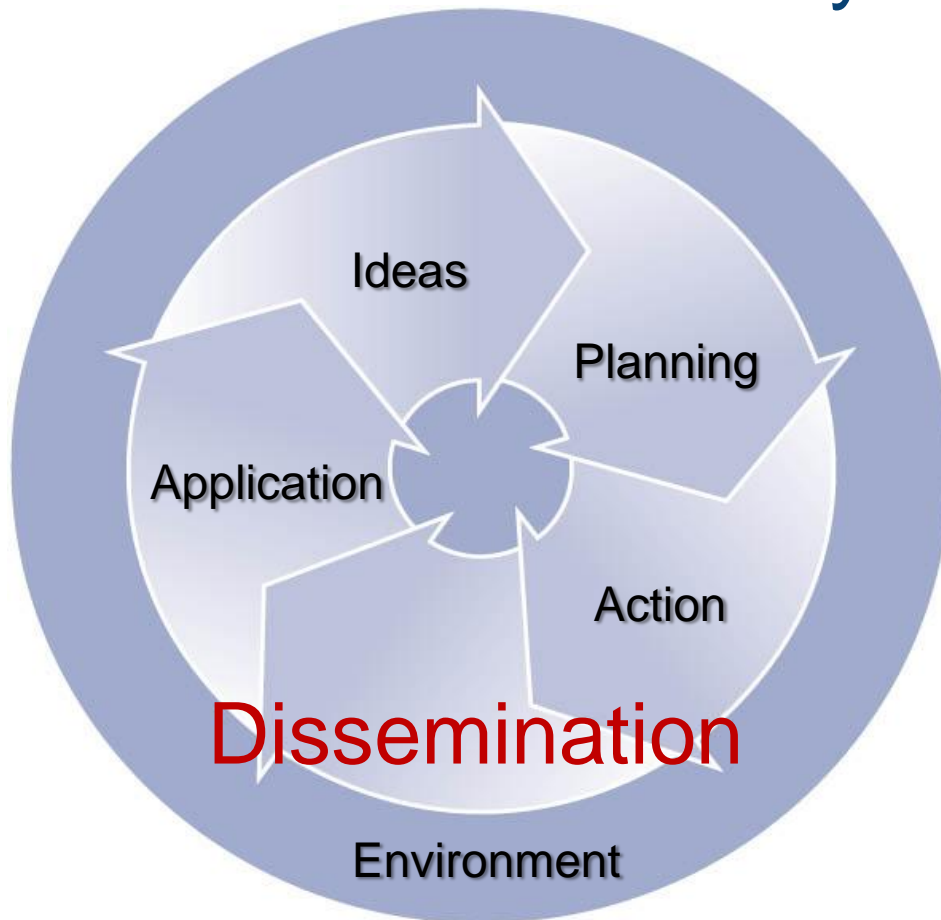 Ideas
Planning
Application
Action
Dissemination
Environment